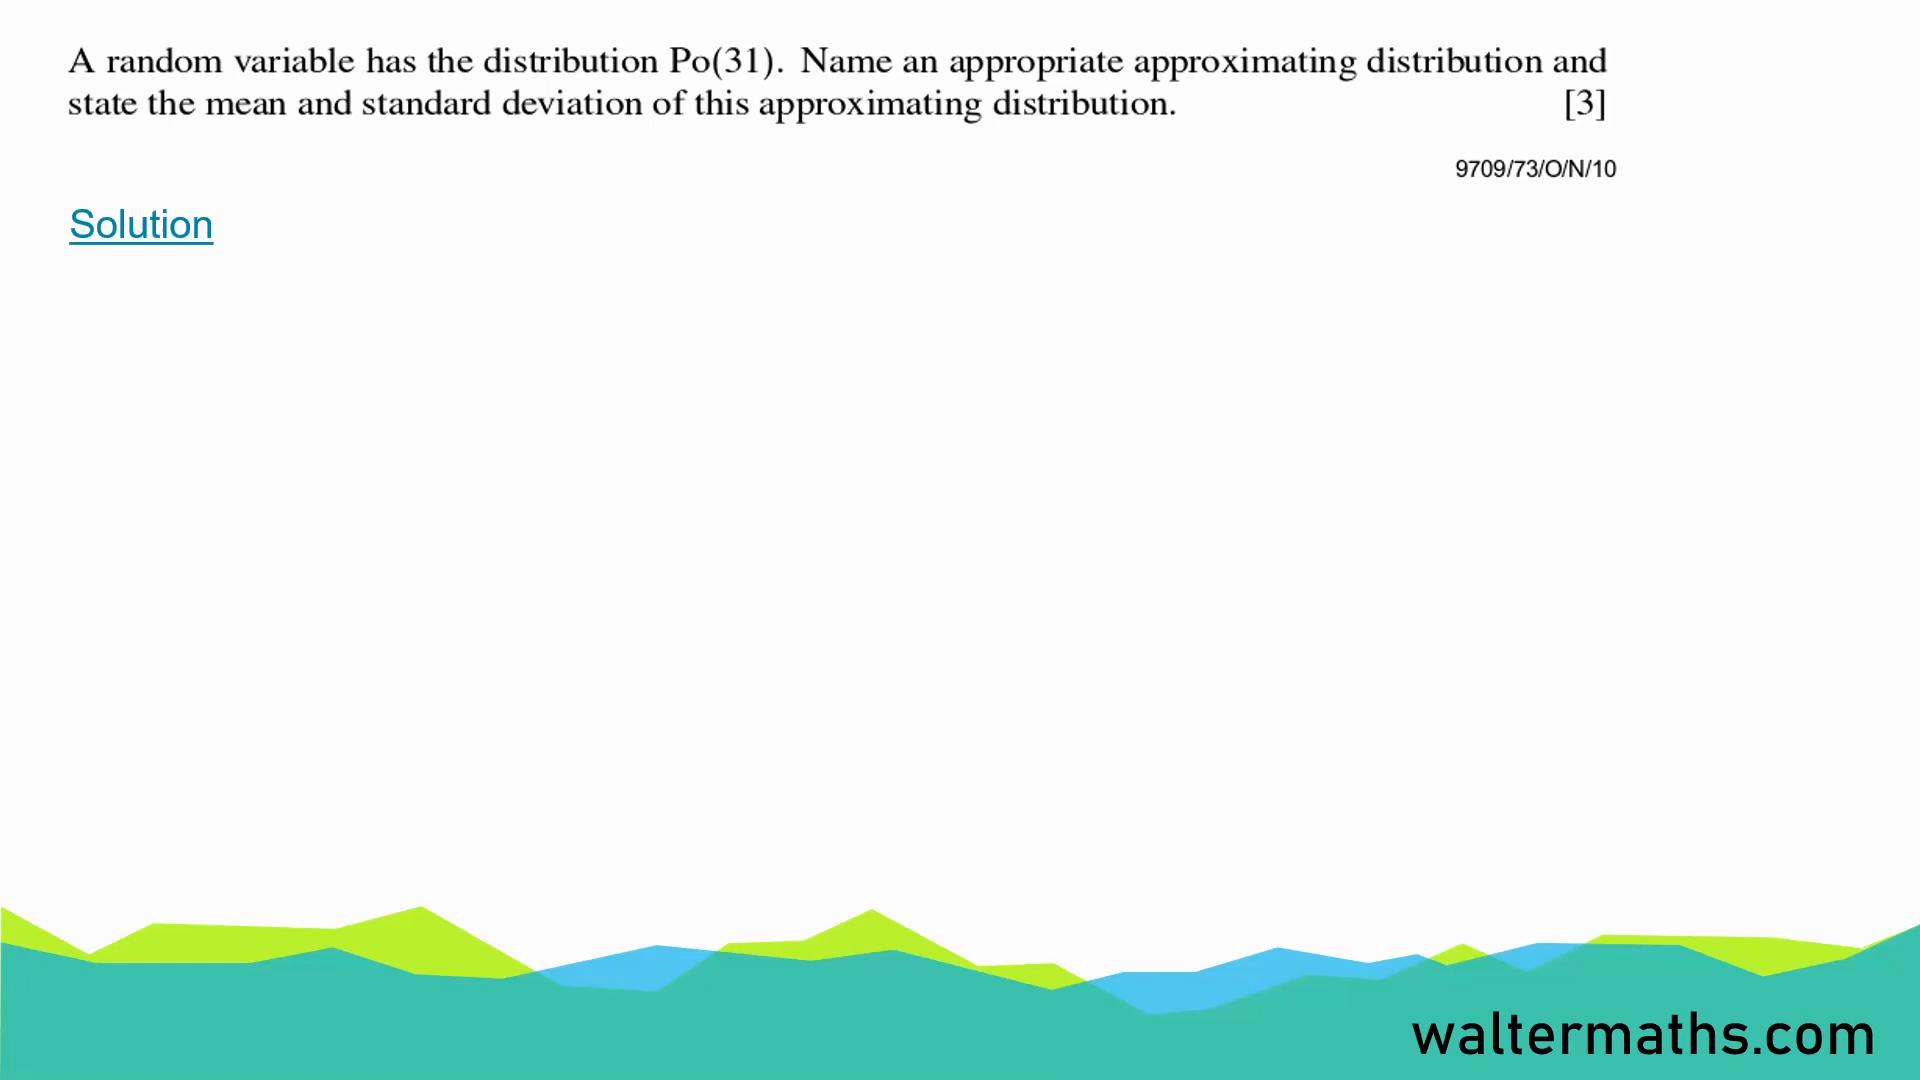 A random variable has the distribution Po(31). Name an appropriate approximating distribution and
state the mean and standard deviation of this approximating distribution. [3]
9709/73/O/N/10
Solution
waltermaths.com